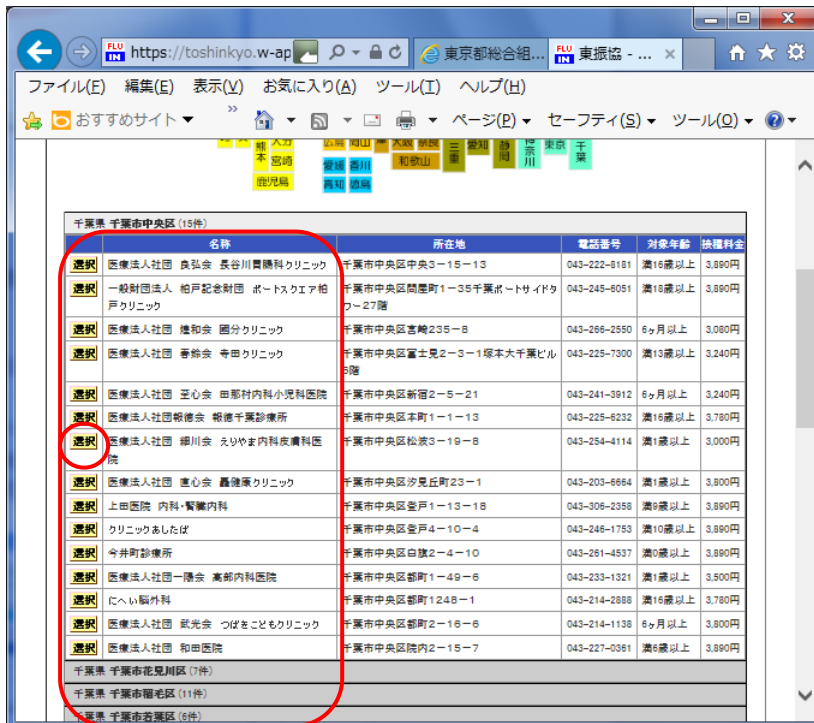 https://toshinkyo.w-ap
東京都総合組...
東振協 - ...
ファイル(F) 編集(E) 表示(V) お気に入り(A) ツール(T) ヘルプ(H)
おすすめサイト
ページ(P) セーフティ(S) ツール(O)
熊本 大分 広島 岡山 大阪 奈良 三重 愛知 静岡 神奈川 東京 千葉
宮崎 愛媛 香川 和歌山
鹿児島 高知 徳島
千葉県 千葉市中央区 (15件)
名称 所在地 電話番号 対象年齢 接種料金
選択 医療法人社団 良弘会 長谷川胃腸科クリニック 千葉市中央区中央3-15-13 043-222-8181 満16歳以上 3,890円
選択 一般財団法人 柏戸記念財団 ポートスクエア柏 千葉市中央区問屋町1-35千葉ポートサイドタ 043-245-6051 満18歳以上 3,890円
戸クリニック ワー27階
選択 医療法人社団 煌和会 國分クリニック 千葉市中央区宮崎235-8 043-266-2550 6ヶ月以上 3,080円
選択 医療法人社団 春鈴会 寺田クリニック 千葉市中央区富士見2-3-1塚本大千葉ビル 043-225-7300 満13歳以上 3,240円
6階
選択 医療法人社団 至心会 田那村内科小児科医院 千葉市中央区新宿2-5-21 043-241-3912 6ヶ月以上 3,240円
選択 医療法人社団報徳会 報徳千葉診療所 千葉市中央区本町1-1-13 043-225-6232 満16歳以上 3,780円
選択 医療法人社団 細川会 えりやま内科皮膚科医 千葉市中央区松波3-19-8 043-254-4114 満1歳以上 3,000円
院
選択 医療法人社団 直心会 轟健康クリニック 千葉市中央区汐見丘町23-1 043-203-6664 満1歳以上 3,800円
選択 上田医院 内科・腎臓内科 千葉市中央区登戸1-13-18 043-306-2358 満9歳以上 3,890円
選択 クリニックあしたば 千葉市中央区登戸4-10-4 043-246-1753 満10歳以上 3,890円
選択 今井町診療所 千葉市中央区白旗2-4-10 043-261-4537 満0歳以上 3,890円
選択 医療法人社団一陽会 高部内科医院 千葉市中央区都町1-49-6 043-233-1321 満1歳以上 3,500円
選択 にへい脳外科 千葉市中央区都町1248-1 043-214-2888 満16歳以上 3,780円
選択 医療法人社団 武光会 つばきこどもクリニック 千葉市中央区都町2-16-6 043-214-1138 6ヶ月以上 3,800円
選択 医療法人社団 和田医院 千葉市中央区院内2-15-7 043-227-0361 満6歳以上 3,890円
千葉県 千葉市花見川区 (7件)
千葉県 千葉市稲毛区 (11件)
千葉県 千葉市若葉区 (6件)